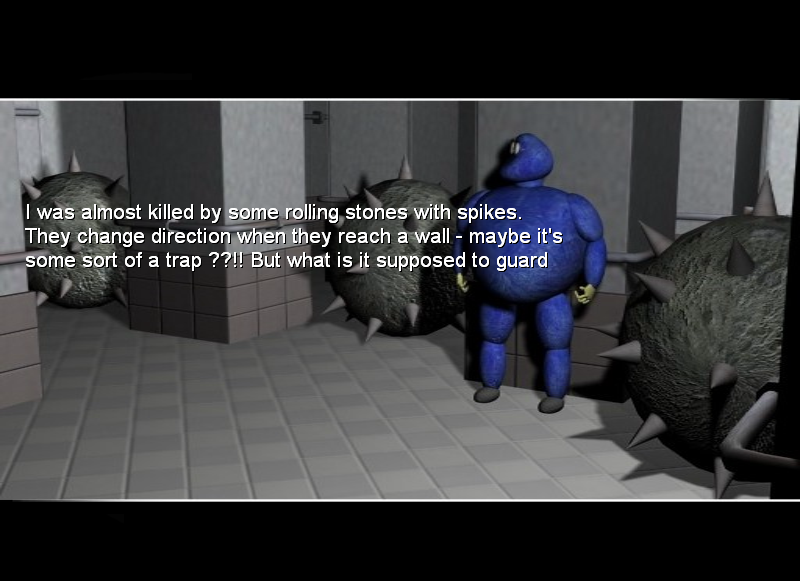 I was almost killed by some rolling stones with spikes.
They change direction when they reach a wall - maybe it's
some sort of a trap ??!! But what is it supposed to guard